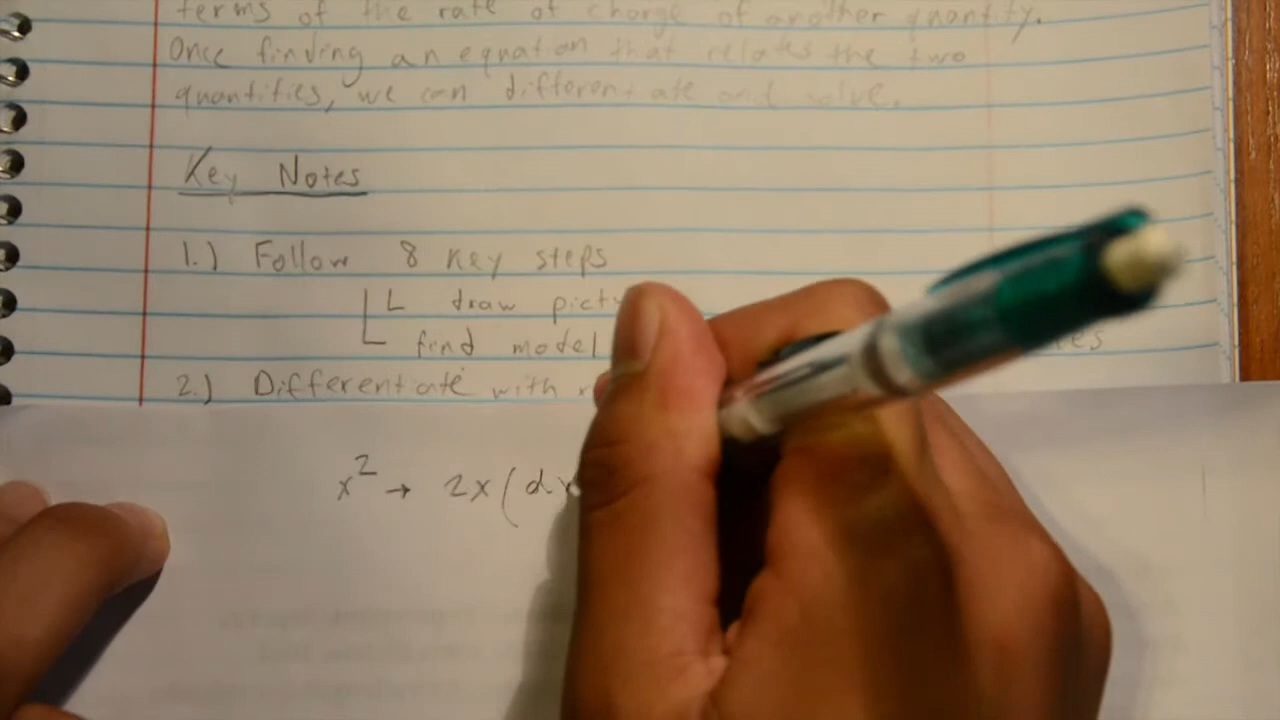 terms of the rate of change of another quantity.
Once finding an equation that relates the two
quantities, we can differentiate and solve.
Key Notes
1.) Follow 8 key steps
draw pictu
find model
2.) Differentiate with r
x² → 2x(dx